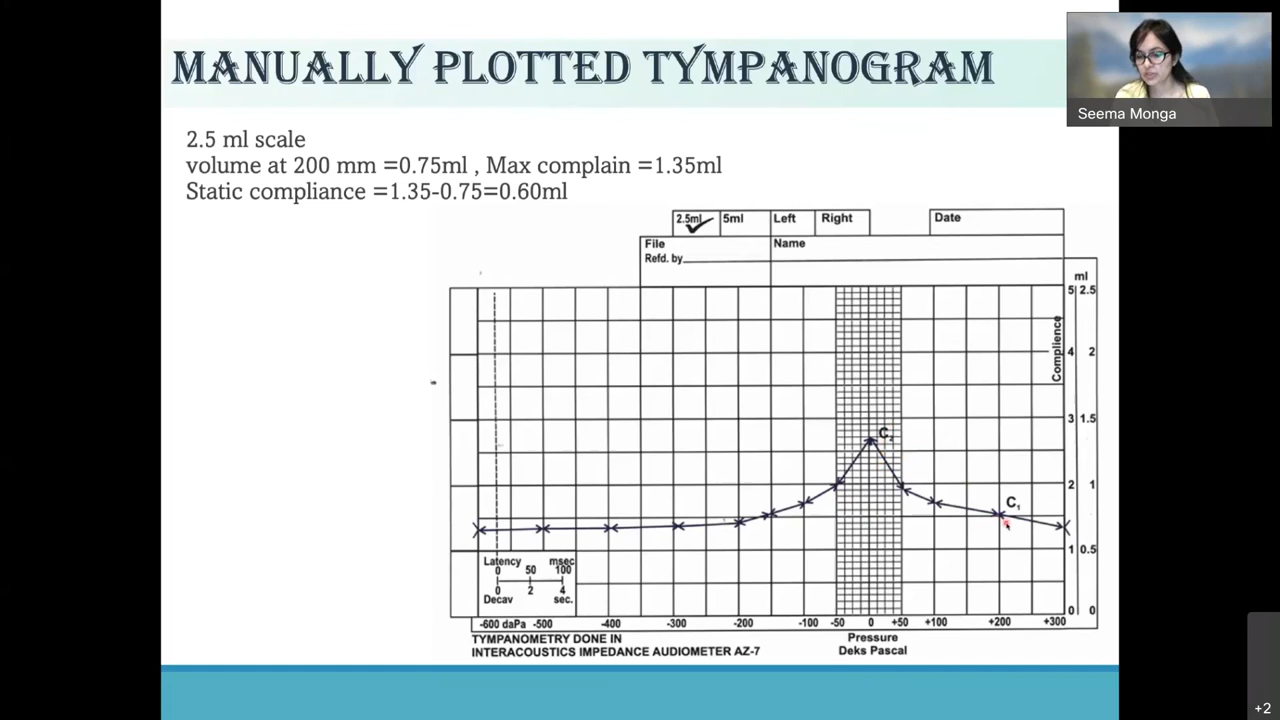 MANUALLY PLOTTED TYMPANOGRAM
Seema Monga
2.5 ml scale
volume at 200 mm =0.75ml , Max complain =1.35ml
Static compliance =1.35-0.75=0.60ml
2.5ml 5ml Left Right Date
File Name
Refd. by
ml
5 2.5
Complience
4 2
3 1.5
C2
2 1
C1
1 0.5
Latency msec
0 50 100
0 2 4
Decav sec.
0 0
-600 daPa -500 -400 -300 -200 -100 -50 0 +50 +100 +200 +300
TYMPANOMETRY DONE IN Pressure
INTERACOUSTICS IMPEDANCE AUDIOMETER AZ-7 Deks Pascal
+2